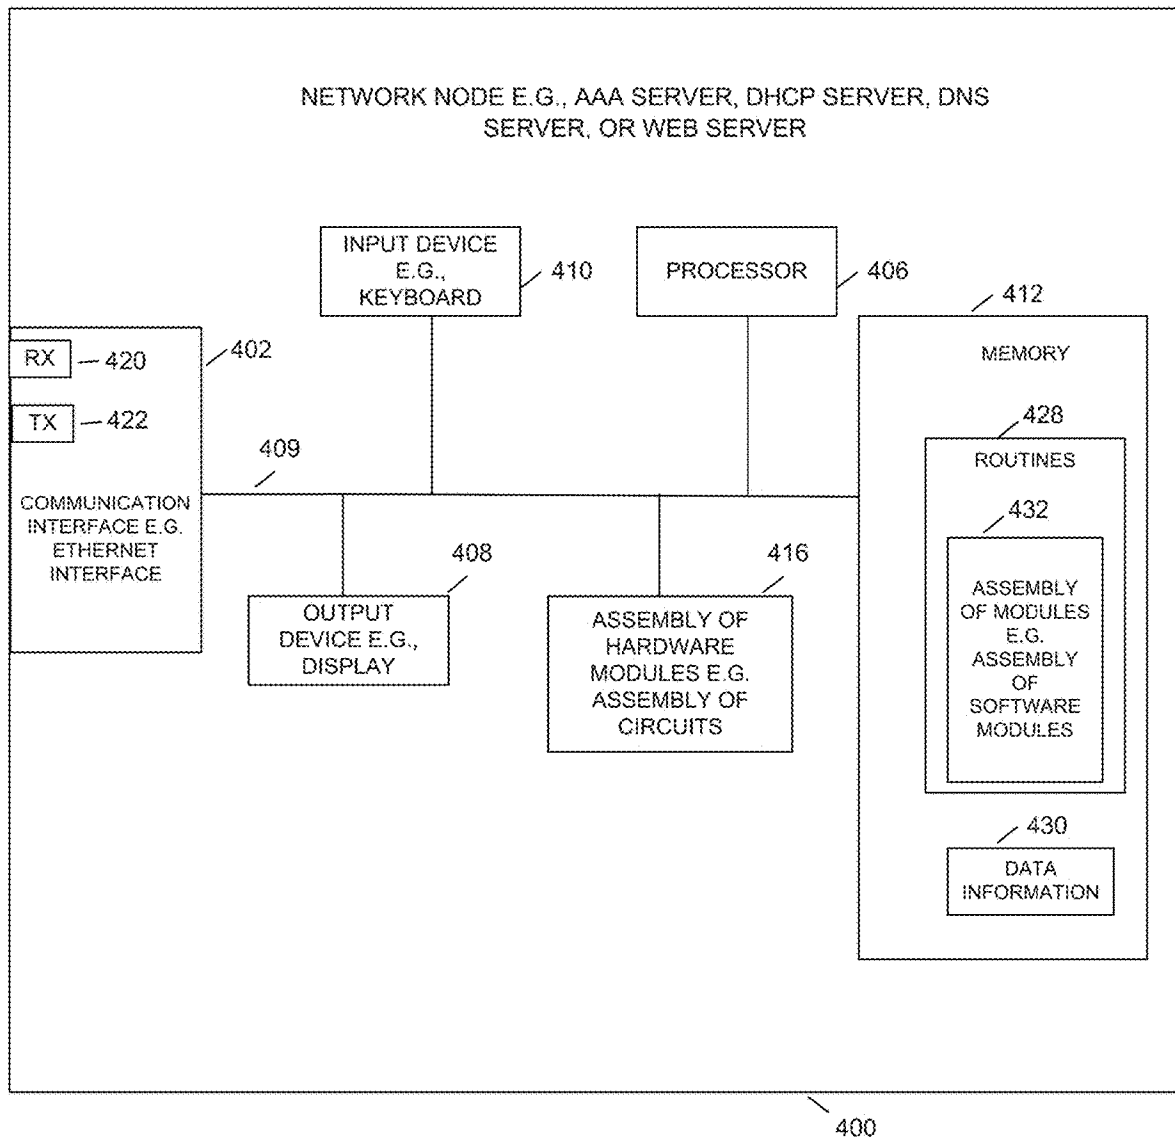 NETWORK NODE E.G., AAA SERVER, DHCP SERVER, DNS
SERVER, OR WEB SERVER
INPUT DEVICE
E.G.,
KEYBOARD
410
PROCESSOR
406
412
MEMORY
RX
420
402
TX
422
COMMUNICATION
INTERFACE E.G.
ETHERNET
INTERFACE
409
428
ROUTINES
432
ASSEMBLY
OF MODULES
E.G.
ASSEMBLY
OF
SOFTWARE
MODULES
408
OUTPUT
DEVICE E.G.,
DISPLAY
416
ASSEMBLY OF
HARDWARE
MODULES E.G.
ASSEMBLY OF
CIRCUITS
430
DATA
INFORMATION
400